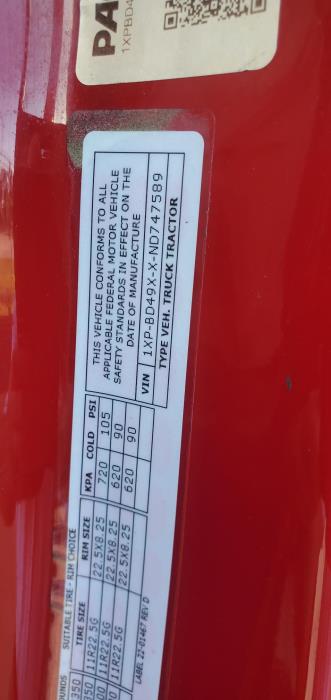 PA
1XPBD4
THIS VEHICLE CONFORMS TO ALL
APPLICABLE FEDERAL MOTOR VEHICLE
SAFETY STANDARDS IN EFFECT ON THE
DATE OF MANUFACTURE
VIN 1XP-BD49X-X-ND747589
TYPE VEH. TRUCK TRACTOR
OUNDS SUITABLE TIRE - RIM CHOICE
TIRE SIZE RIM SIZE KPA COLD PSI
350 11R22.5G 22.5X8.25 720 105
11R22.5G 22.5X8.25 620 90
11R22.5G 22.5X8.25 620 90
LABEL 22-01467 REV D